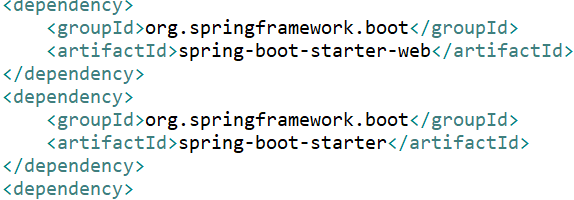 <dependency>
<groupId>org.springframework.boot</groupId>
<artifactId>spring-boot-starter-web</artifactId>
</dependency>
<dependency>
<groupId>org.springframework.boot</groupId>
<artifactId>spring-boot-starter</artifactId>
</dependency>
<dependency>